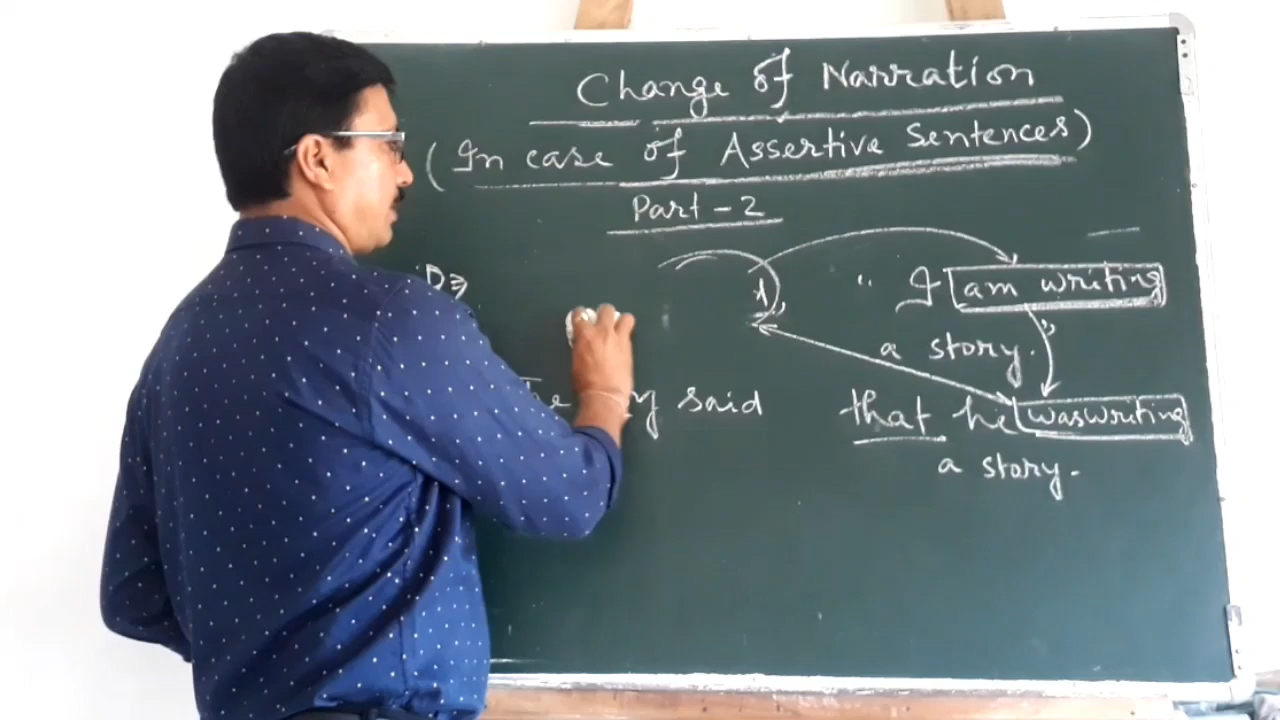 Change of Narration
(In case of Assertive Sentences)
Part-2
D⇒ " I am writing
a story."
said that he was writing
a story.